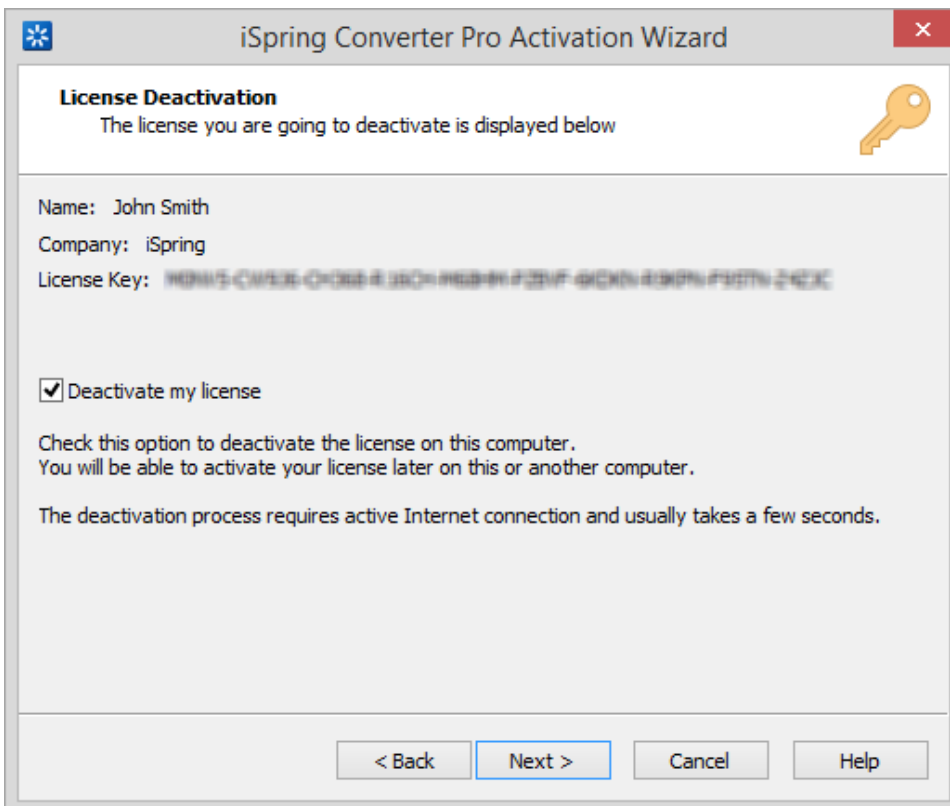 iSpring Converter Pro Activation Wizard
License Deactivation
The license you are going to deactivate is displayed below
Name: John Smith
Company: iSpring
License Key:
Deactivate my license
Check this option to deactivate the license on this computer.
You will be able to activate your license later on this or another computer.
The deactivation process requires active Internet connection and usually takes a few seconds.
< Back Next > Cancel Help